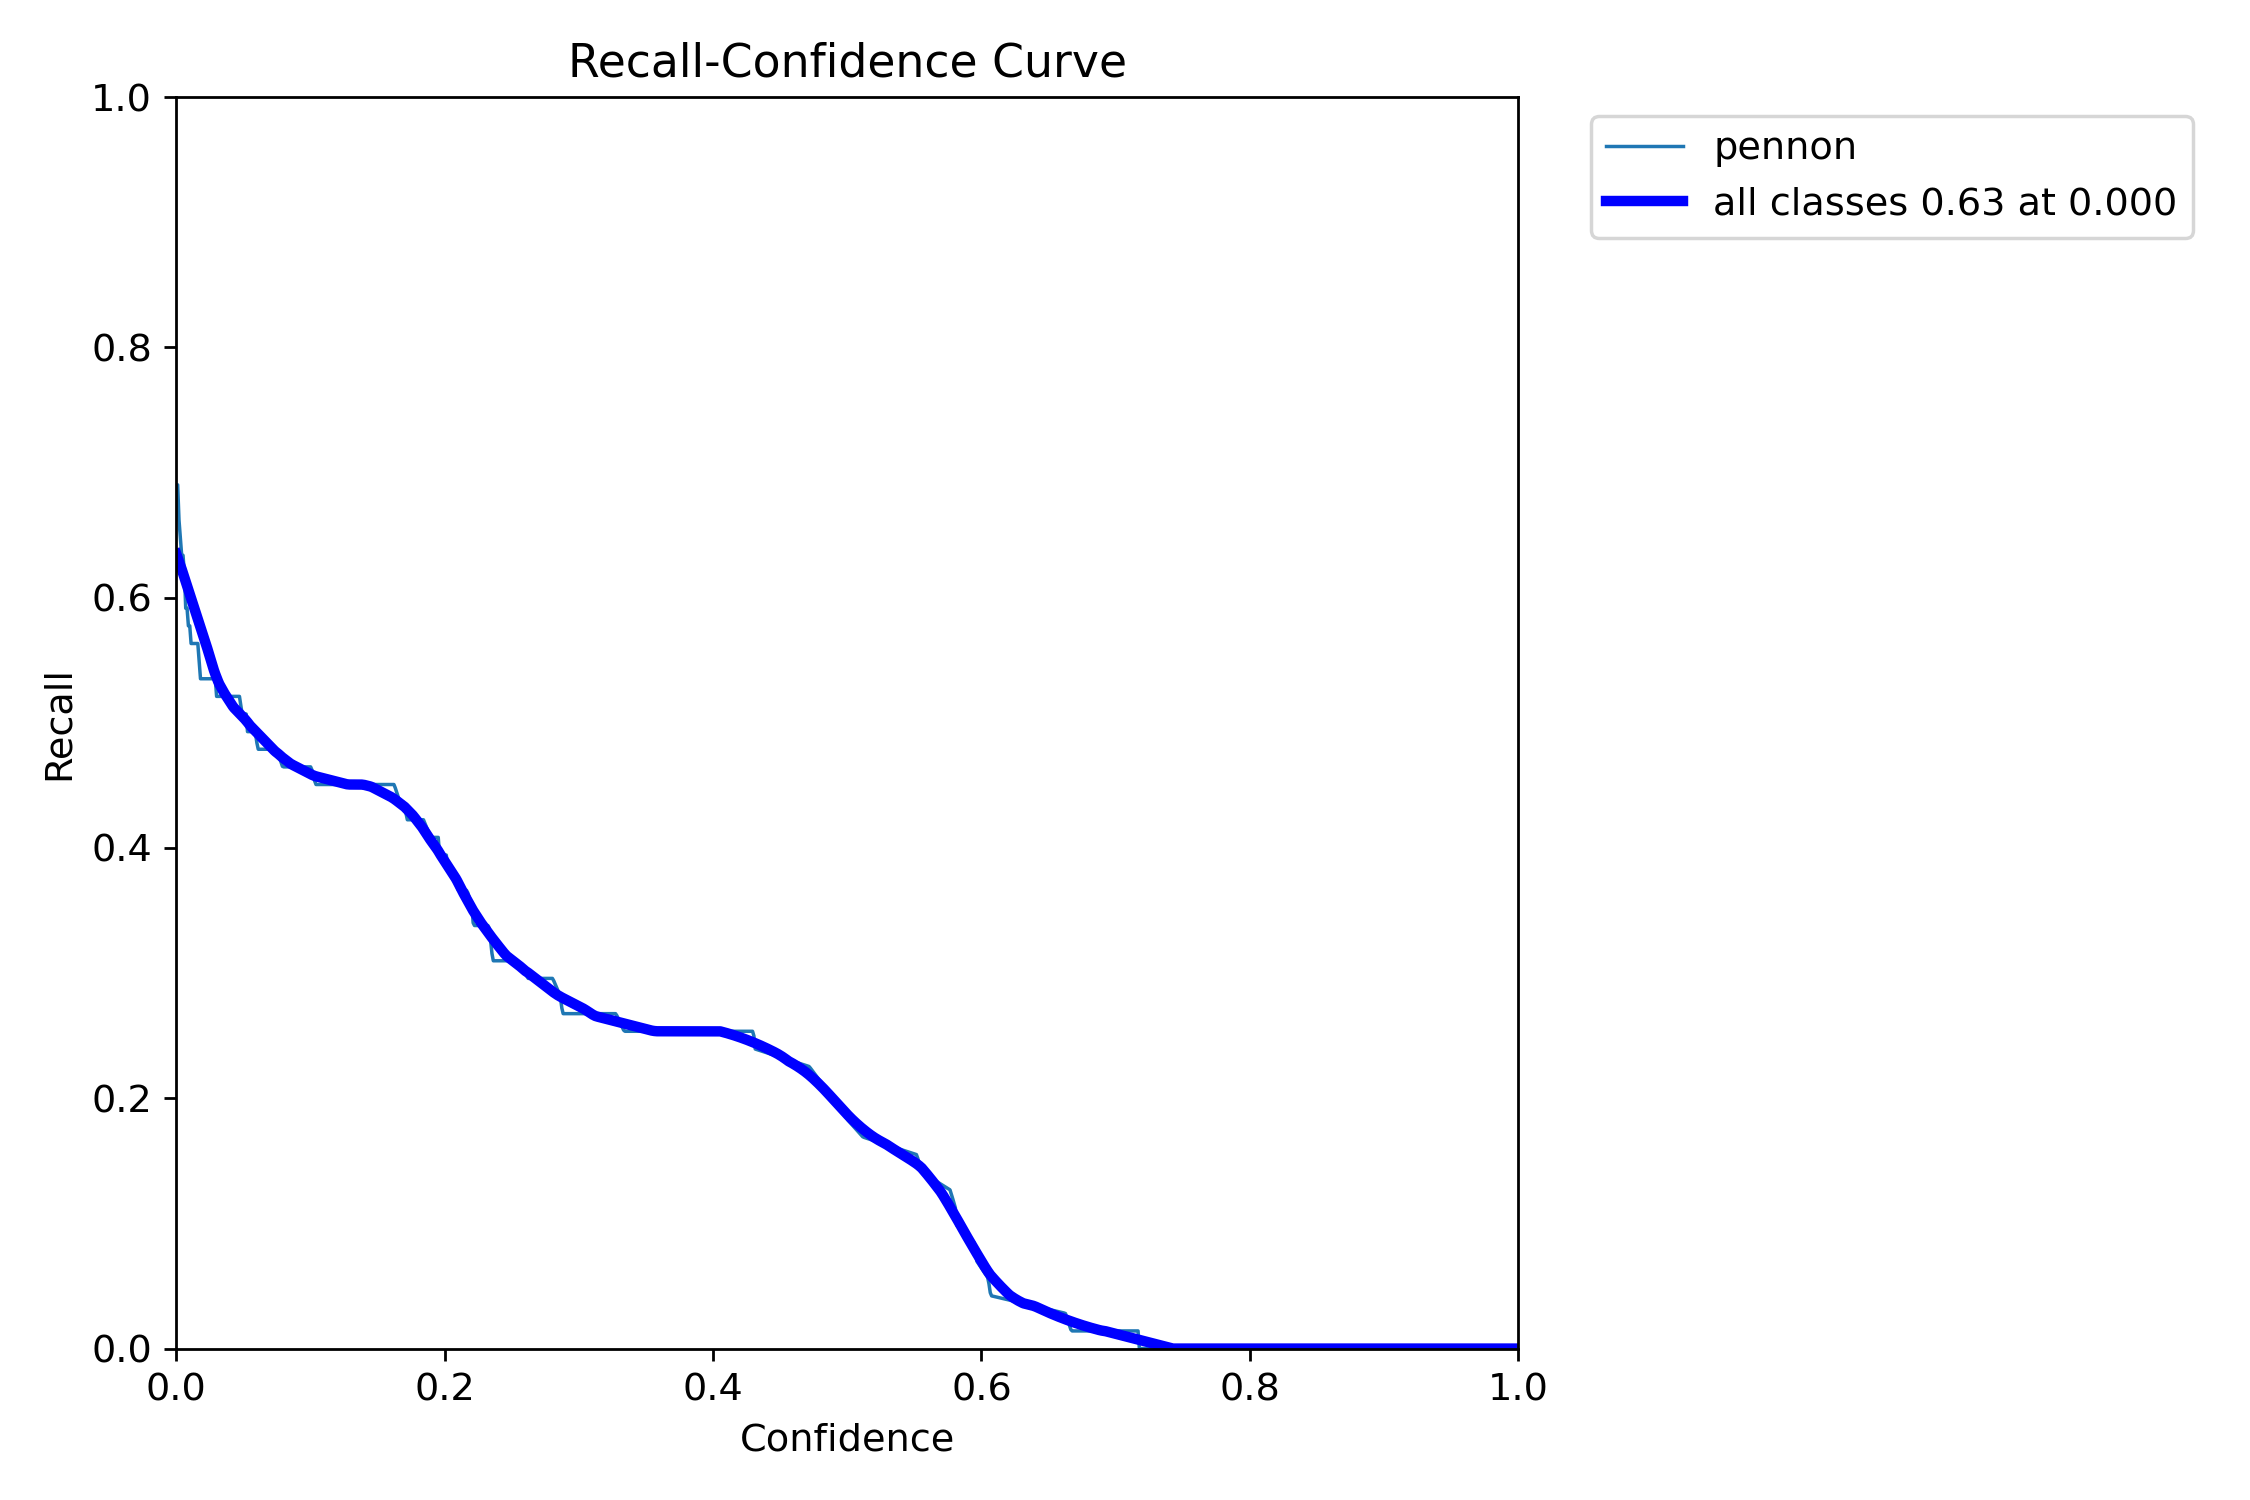 Recall-Confidence Curve
1.0
0.8
0.6
0.4
0.2
0.0
Recall
0.0 0.2 0.4 0.6 0.8 1.0
Confidence
pennon
all classes 0.63 at 0.000